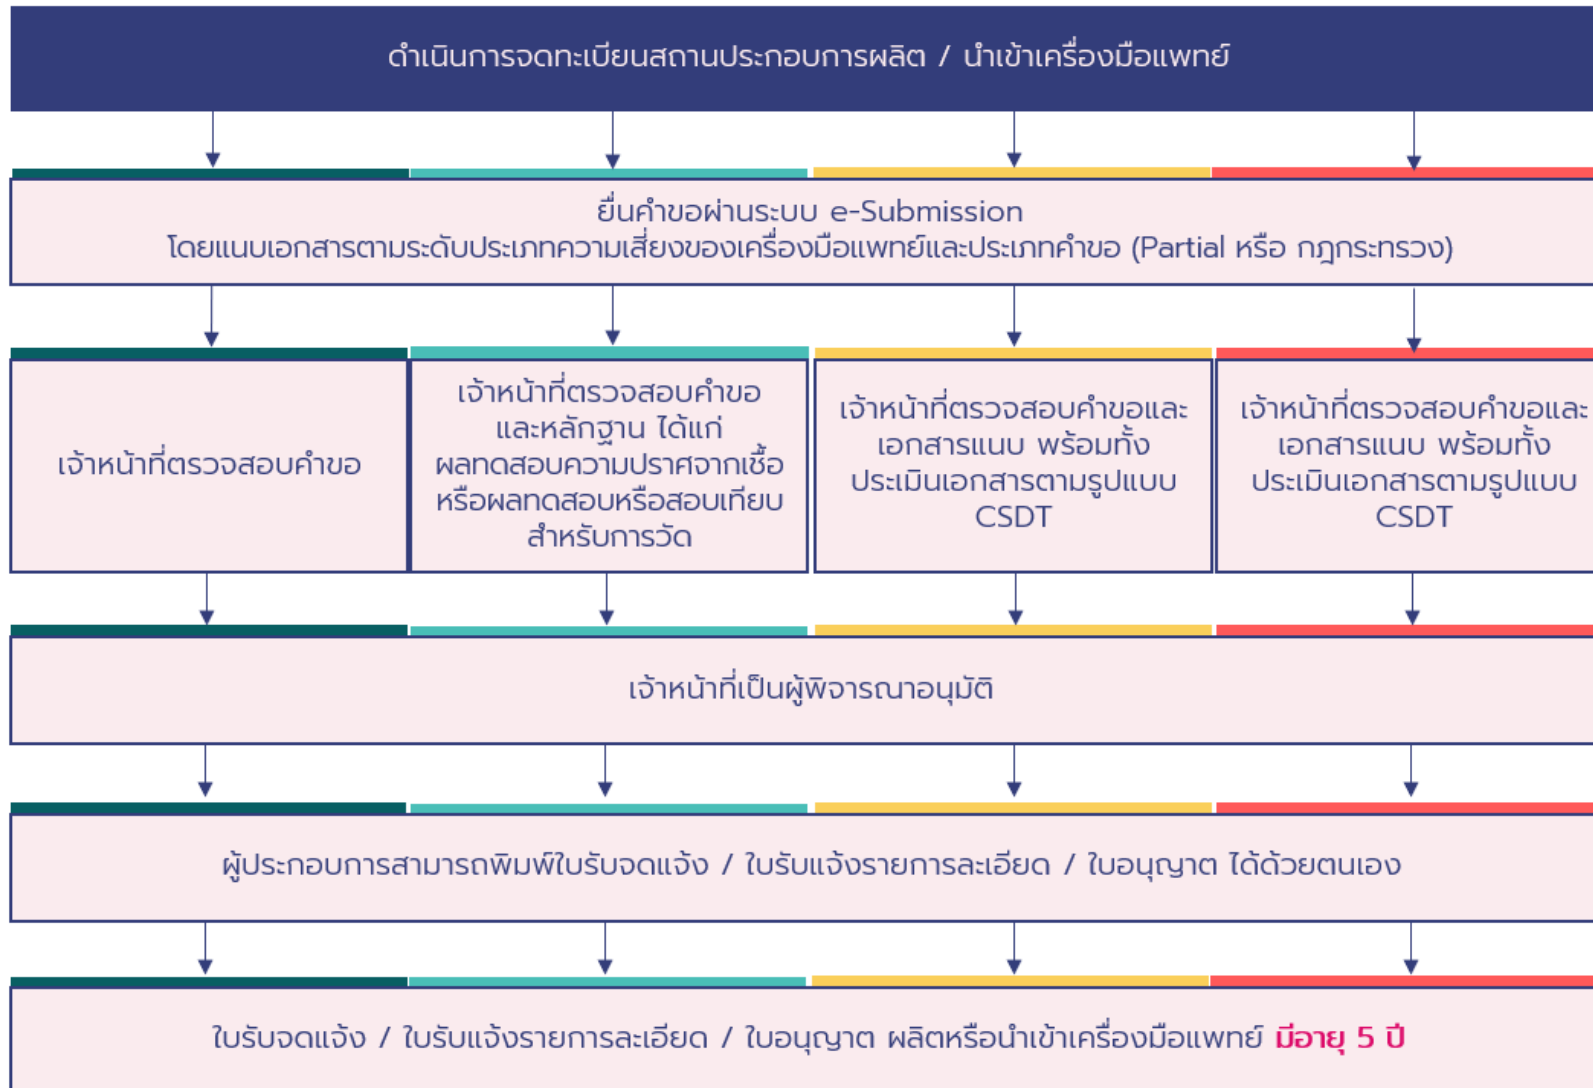 ดำเนินการจดทะเบียนสถานประกอบการผลิต / นำเข้าเครื่องมือแพทย์
ยื่นคำขอผ่านระบบ e-Submission
โดยแนบเอกสารตามระดับประเภทความเสี่ยงของเครื่องมือแพทย์และประเภทคำขอ (Partial หรือ กฎกระทรวง)
เจ้าหน้าที่ตรวจสอบคำขอ
เจ้าหน้าที่ตรวจสอบคำขอ
และหลักฐาน ได้แก่
ผลทดสอบความปราศจากเชื้อ
หรือผลทดสอบหรือสอบเทียบ
สำหรับการวัด
เจ้าหน้าที่ตรวจสอบคำขอและ
เอกสารแนบ พร้อมทั้ง
ประเมินเอกสารตามรูปแบบ
CSDT
เจ้าหน้าที่ตรวจสอบคำขอและ
เอกสารแนบ พร้อมทั้ง
ประเมินเอกสารตามรูปแบบ
CSDT
เจ้าหน้าที่เป็นผู้พิจารณาอนุมัติ
ผู้ประกอบการสามารถพิมพ์ใบรับจดแจ้ง / ใบรับแจ้งรายการละเอียด / ใบอนุญาต ได้ด้วยตนเอง
ใบรับจดแจ้ง / ใบรับแจ้งรายการละเอียด / ใบอนุญาต ผลิตหรือนำเข้าเครื่องมือแพทย์ มีอายุ 5 ปี